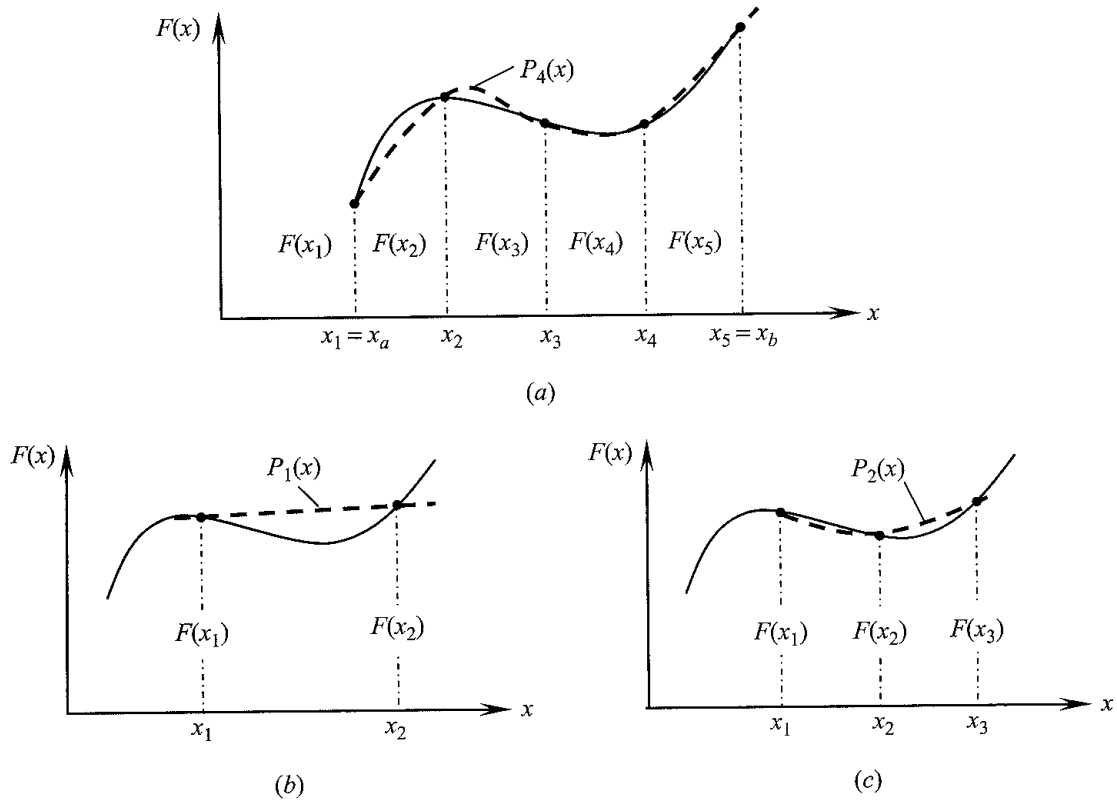 F(x)
P₄(x)
F(x₁) F(x₂) F(x₃) F(x₄) F(x₅)
x
x₁ = xₐ x₂ x₃ x₄ x₅ = x_b
(a)
F(x)
P₁(x)
F(x₁) F(x₂)
x
x₁ x₂
(b)
F(x)
P₂(x)
F(x₁) F(x₂) F(x₃)
x
x₁ x₂ x₃
(c)